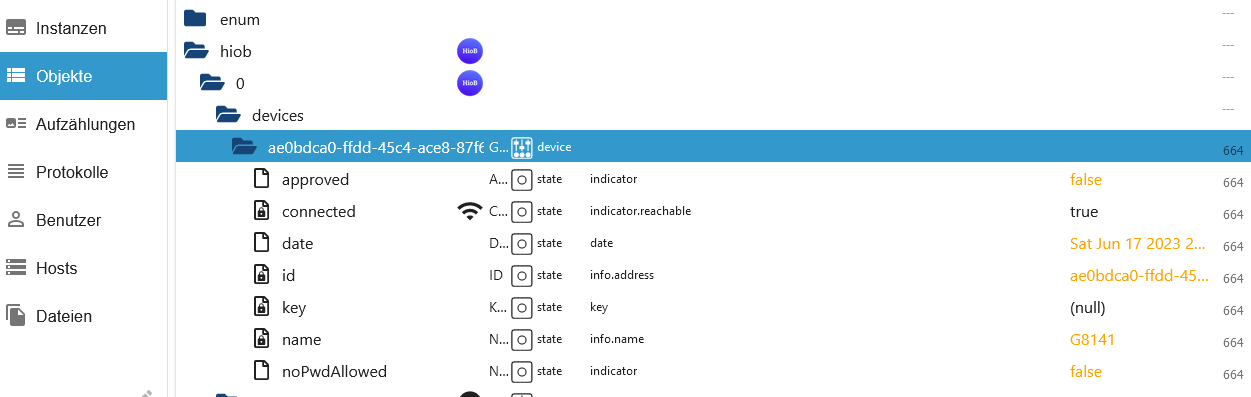 Instanzen
Objekte
Aufzählungen
Protokolle
Benutzer
Hosts
Dateien
enum ---
hiob HioB ---
0 HioB ---
devices ---
ae0bdca0-ffdd-45c4-ace8-87f6 G... device 664
approved A... state indicator false 664
connected C... state indicator.reachable true 664
date D... state date Sat Jun 17 2023 2... 664
id ID state info.address ae0bdca0-ffdd-45... 664
key K... state key (null) 664
name N... state info.name G8141 664
noPwdAllowed N... state indicator false 664